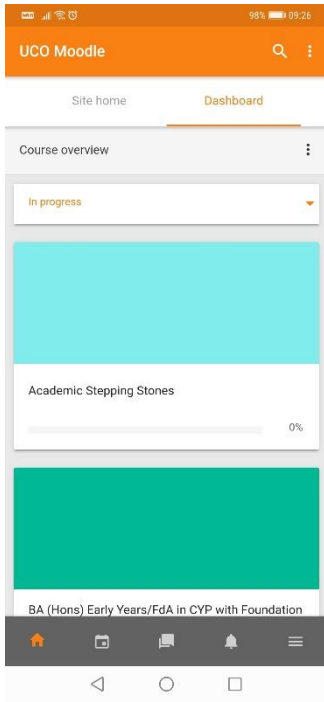 98% 09:26
UCO Moodle
Site home Dashboard
Course overview
In progress
Academic Stepping Stones
0%
BA (Hons) Early Years/FdA in CYP with Foundation